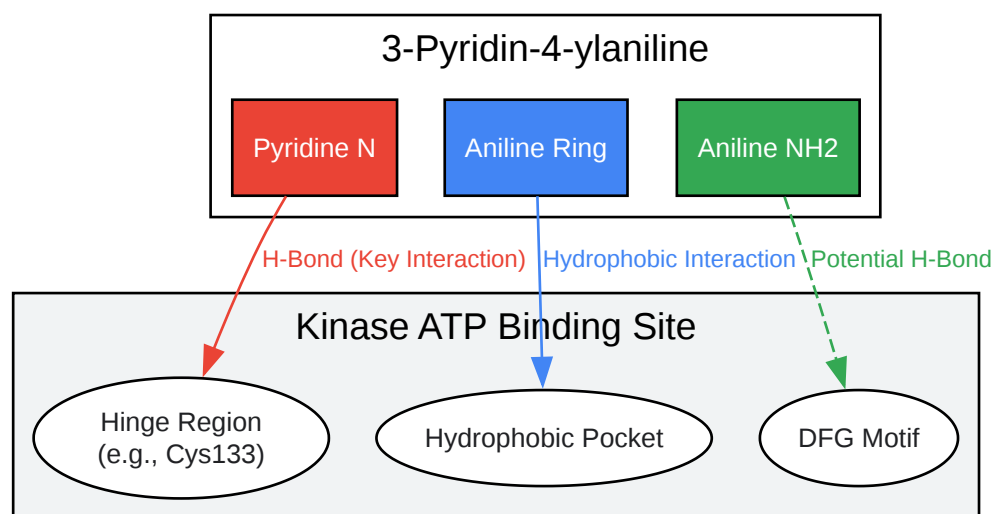 3-Pyridin-4-ylaniline
Pyridine N
Aniline Ring
Aniline NH2
H-Bond (Key Interaction)
Hydrophobic Interaction
Potential H-Bond
Kinase ATP Binding Site
Hinge Region
(e.g., Cys133)
Hydrophobic Pocket
DFG Motif